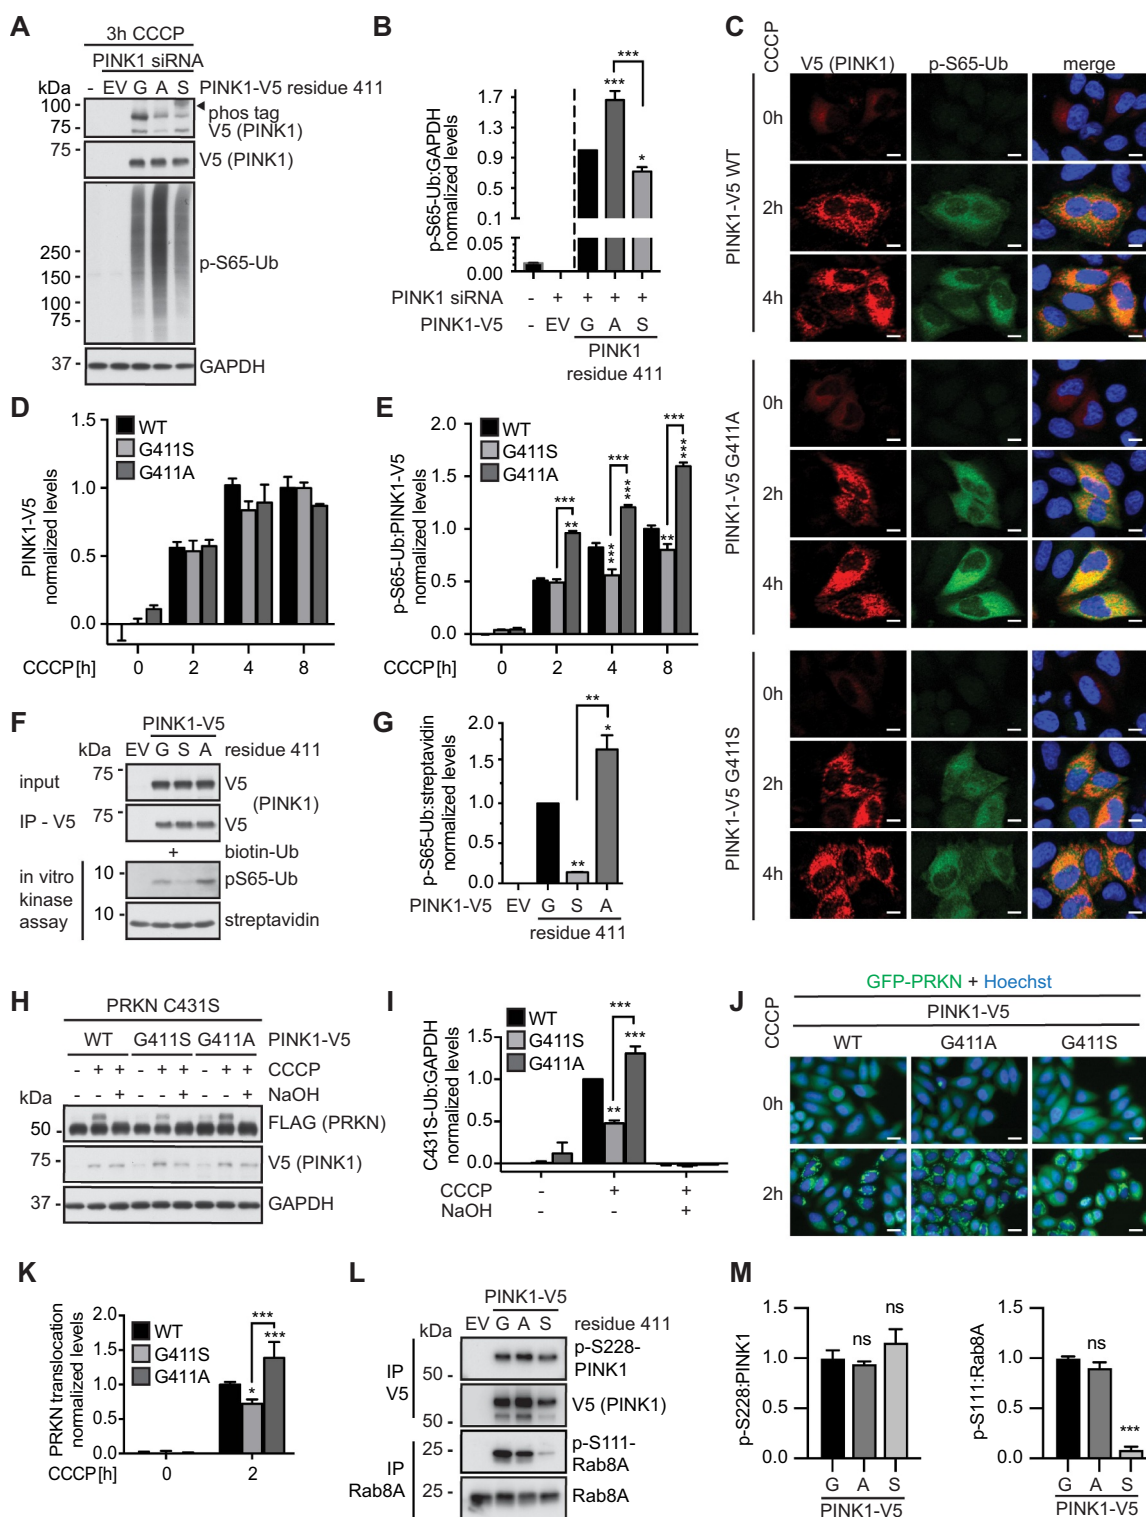 A
3h CCCP
PINK1 siRNA
kDa - EV G A S PINK1-V5 residue 411
100
phos tag
75 V5 (PINK1)
75
V5 (PINK1)
250
150
100
75
p-S65-Ub
37 GAPDH
B
p-S65-Ub:GAPDH
normalized levels
1.7
1.3
0.9
0.5
0.1
0.05
0.00
***
***
*
PINK1 siRNA - + + + +
PINK1-V5 - EV G A S
PINK1
residue 411
C
CCCP
V5 (PINK1) p-S65-Ub merge
PINK1-V5 WT
0h
2h
4h
PINK1-V5 G411A
0h
2h
4h
PINK1-V5 G411S
0h
2h
4h
D
PINK1-V5
normalized levels
1.5
1.0
0.5
0.0
WT
G411S
G411A
CCCP[h] 0 2 4 8
E
p-S65-Ub:PINK1-V5
normalized levels
2.0
1.5
1.0
0.5
0.0
WT
G411S
G411A
***
**
***
***
***
***
***
**
CCCP[h] 0 2 4 8
F
PINK1-V5
kDa EV G S A residue 411
input 75 V5
(PINK1)
IP - V5 75 V5
+ biotin-Ub
in vitro
kinase
assay
10 pS65-Ub
10 streptavidin
G
p-S65-Ub:streptavidin
normalized levels
2.0
1.5
1.0
0.5
0.0
**
**
*
PINK1-V5 EV G S A
residue 411
H
PRKN C431S
WT G411S G411A PINK1-V5
- + + - + + - + + CCCP
- - + - - + - - + NaOH
kDa
50 FLAG (PRKN)
75 V5 (PINK1)
37 GAPDH
I
C431S-Ub:GAPDH
normalized levels
1.5
1.0
0.5
0.0
WT
G411S
G411A
***
***
**
CCCP - + +
NaOH - - +
J
GFP-PRKN + Hoechst
CCCP
PINK1-V5
WT G411A G411S
0h
2h
K
PRKN translocation
normalized levels
2.0
1.5
1.0
0.5
0.0
WT
G411S
G411A
***
***
*
CCCP[h] 0 2
L
PINK1-V5
kDa EV G A S residue 411
IP
V5
50
p-S228-
PINK1
50
V5 (PINK1)
IP
Rab8A
25
p-S111-
Rab8A
25 Rab8A
M
p-S228:PINK1
1.5
1.0
0.5
0.0
ns
ns
G A S
PINK1-V5
p-S111:Rab8A
1.5
1.0
0.5
0.0
ns
***
G A S
PINK1-V5